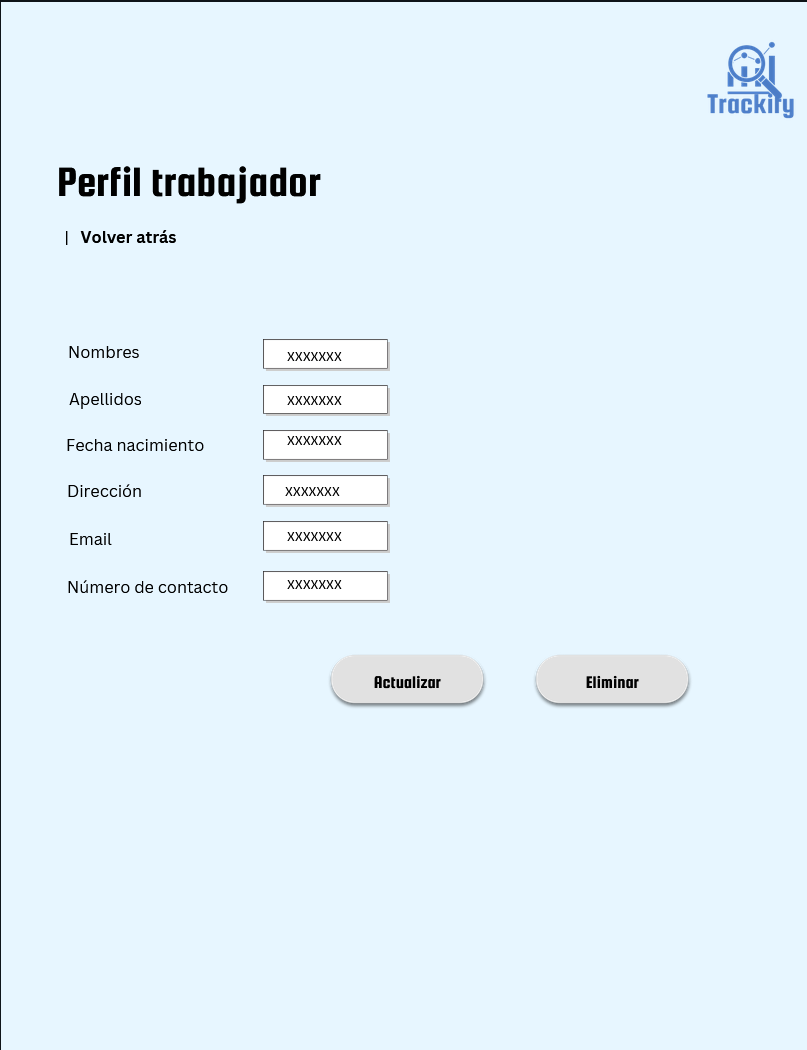 Trackify
Perfil trabajador
| Volver atrás
Nombres xxxxxxx
Apellidos xxxxxxx
Fecha nacimiento xxxxxxx
Dirección xxxxxxx
Email xxxxxxx
Número de contacto xxxxxxx
Actualizar Eliminar